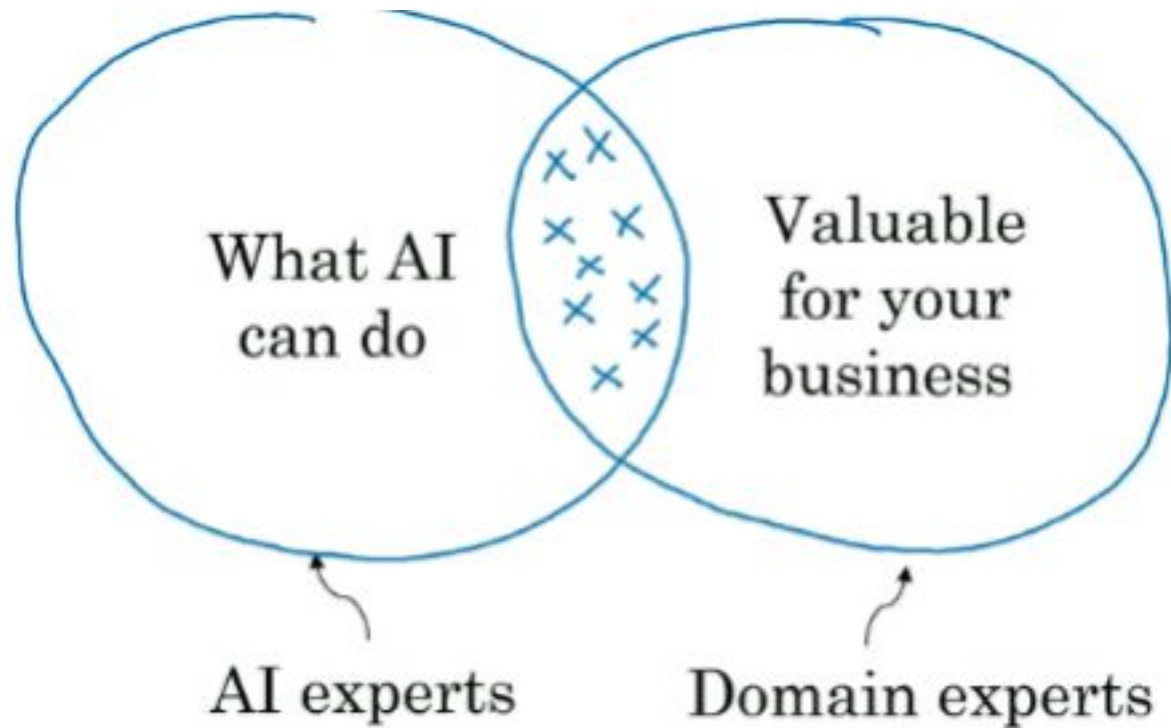 What AI
can do
Valuable
for your
business
AI experts
Domain experts